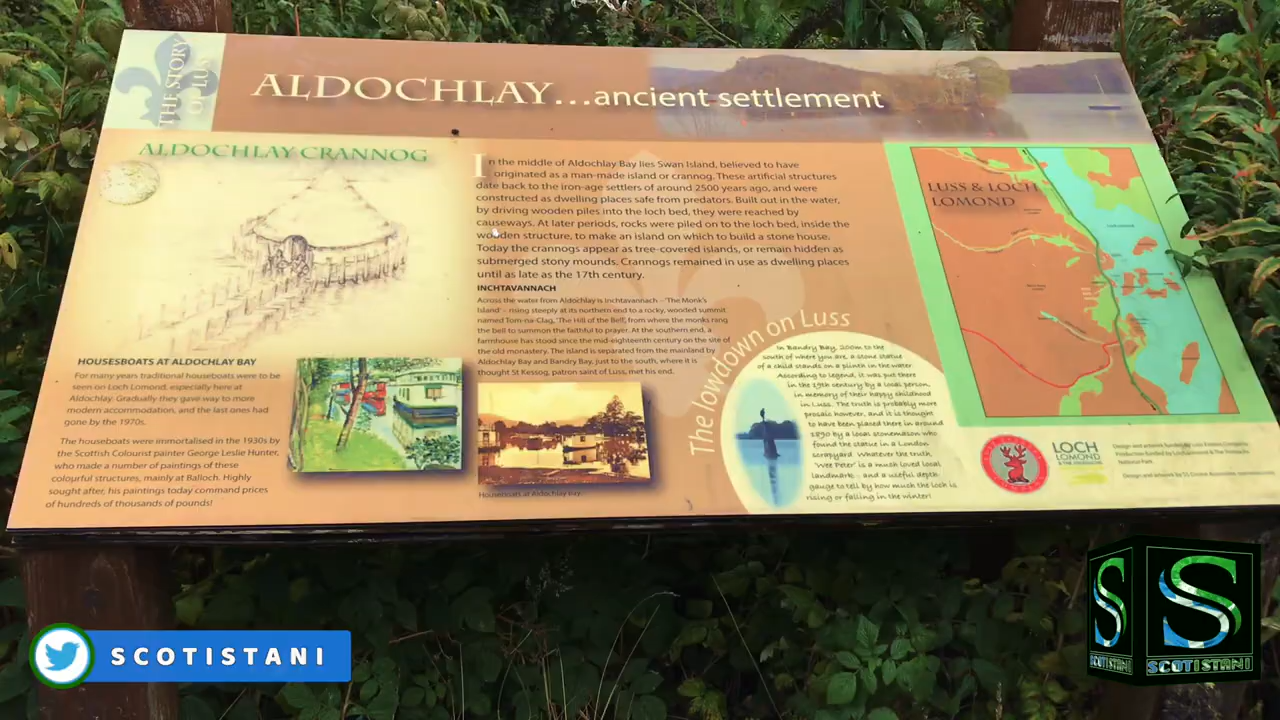 THE STORY
OF LUSS
ALDOCHLAY...ancient settlement
ALDOCHLAY CRANNOG
In the middle of Aldochlay Bay lies Swan Island, believed to have
originated as a man-made island or crannog. These artificial structures
date back to the iron-age settlers of around 2500 years ago, and were
constructed as dwelling places safe from predators. Built out in the water,
by driving wooden piles into the loch bed, they were reached by
causeways. At later periods, rocks were piled on to the loch bed, inside the
wooden structure, to make an island on which to build a stone house.
Today the crannogs appear as tree-covered islands, or remain hidden as
submerged stony mounds. Crannogs remained in use as dwelling places
until as late as the 17th century.
INCHTAVANNACH
Across the water from Aldochlay is Inchtavannach – 'The Monk's
Island' – rising steeply at its northern end to a rocky, wooded summit
named Tom-na-Clag, 'The Hill of the Bell', from where the monks rang
the bell to summon the faithful to prayer. At the southern end, a
farmhouse has stood since the mid-eighteenth century on the site of
the old monastery. The island is separated from the mainland by
Aldochlay Bay and Bandry Bay, just to the south, where it is
thought St Kessog, patron saint of Luss, met his end.
HOUSESBOATS AT ALDOCHLAY BAY
For many years traditional houseboats were to be
seen on Loch Lomond, especially here at
Aldochlay. Gradually they gave way to more
modern accommodation, and the last ones had
gone by the 1970s.
The houseboats were immortalised in the 1930s by
the Scottish Colourist painter George Leslie Hunter,
who made a number of paintings of these
colourful structures, mainly at Balloch. Highly
sought after, his paintings today command prices
of hundreds of thousands of pounds!
Houseboats at Aldochlay Bay.
The lowdown on Luss
In Bandry Bay, 200m to the
south of where you are, a stone statue
of a child stands on a plinth in the water.
According to legend, it was put there
in the 19th century by a local person,
in memory of their happy childhood
in Luss. The truth is probably more
prosaic however, and it is thought
to have been placed there in around
1890 by a local stonemason who
found the statue in a London
scrapyard. Whatever the truth,
'Wee Peter' is a much loved local
landmark - and a useful depth
gauge to tell by how much the loch is
rising or falling in the winter!
LUSS & LOCH
LOMOND
LOCH
LOMOND
& THE TROSSACHS
National Park
SCOTISTANI
S
S
SCOTISTANI
SCOTISTANI